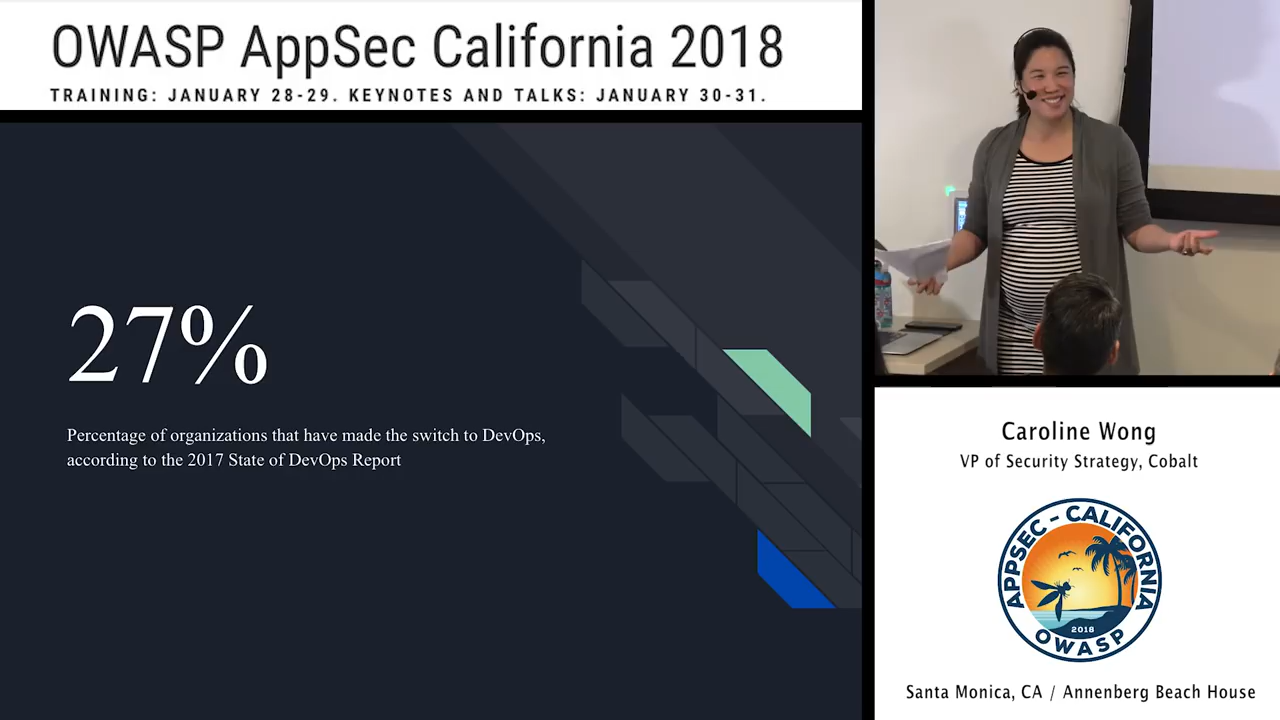 OWASP AppSec California 2018
TRAINING: JANUARY 28-29. KEYNOTES AND TALKS: JANUARY 30-31.
27%
Percentage of organizations that have made the switch to DevOps,
according to the 2017 State of DevOps Report
Caroline Wong
VP of Security Strategy, Cobalt
APPSEC - CALIFORNIA
2018
OWASP
Santa Monica, CA / Annenberg Beach House